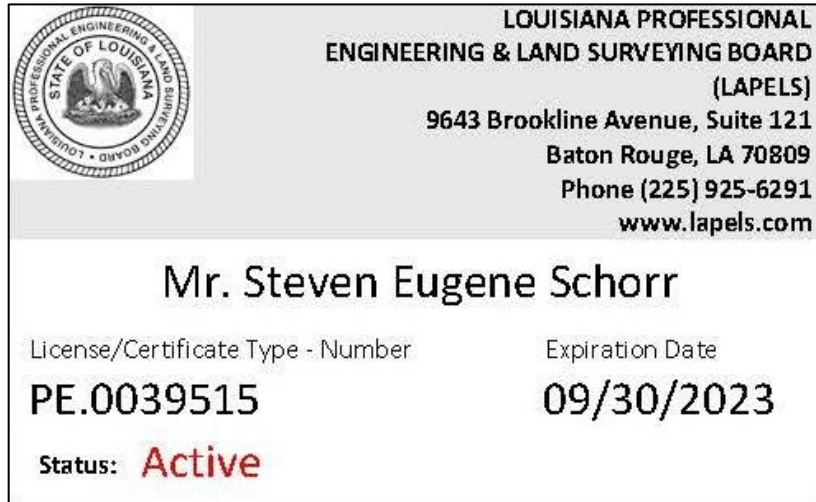 LOUISIANA PROFESSIONAL
ENGINEERING & LAND SURVEYING BOARD
(LAPELS)
9643 Brookline Avenue, Suite 121
Baton Rouge, LA 70809
Phone (225) 925-6291
www.lapels.com
LOUISIANA PROFESSIONAL ENGINEERING & LAND SURVEYING BOARD
STATE OF LOUISIANA
Mr. Steven Eugene Schorr
License/Certificate Type - Number
Expiration Date
PE.0039515
09/30/2023
Status: Active